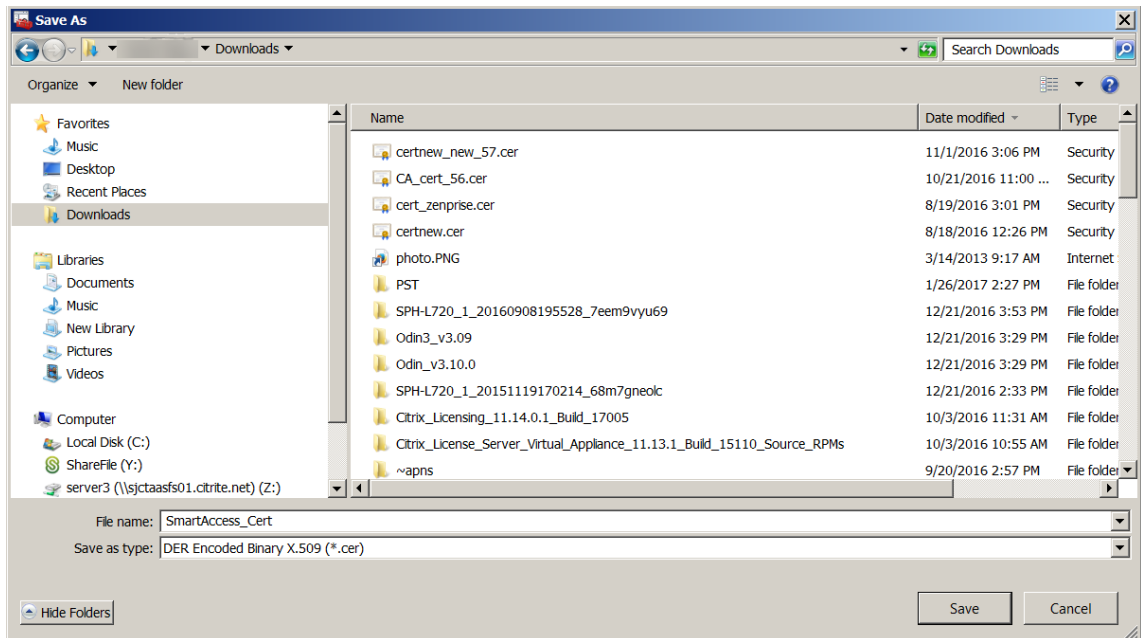 Save As
Downloads
Search Downloads
Organize New folder
Name Date modified Type
Favorites
Music
Desktop
Recent Places
Downloads
Libraries
Documents
Music
New Library
Pictures
Videos
Computer
Local Disk (C:)
ShareFile (Y:)
server3 (\\sjctaasfs01.citrite.net) (Z:)
certnew_new_57.cer 11/1/2016 3:06 PM Security
CA_cert_56.cer 10/21/2016 11:00 ... Security
cert_zenprise.cer 8/19/2016 3:01 PM Security
certnew.cer 8/18/2016 12:26 PM Security
photo.PNG 3/14/2013 9:17 AM Internet
PST 1/26/2017 2:27 PM File folder
SPH-L720_1_20160908195528_7eem9vyu69 12/21/2016 3:53 PM File folder
Odin3_v3.09 12/21/2016 3:29 PM File folder
Odin_v3.10.0 12/21/2016 3:29 PM File folder
SPH-L720_1_20151119170214_68m7gneolc 12/21/2016 2:33 PM File folder
Citrix_Licensing_11.14.0.1_Build_17005 10/3/2016 11:31 AM File folder
Citrix_License_Server_Virtual_Appliance_11.13.1_Build_15110_Source_RPMs 10/3/2016 10:55 AM File folder
~apns 9/20/2016 2:57 PM File folder
File name: SmartAccess_Cert
Save as type: DER Encoded Binary X.509 (*.cer)
Hide Folders Save Cancel